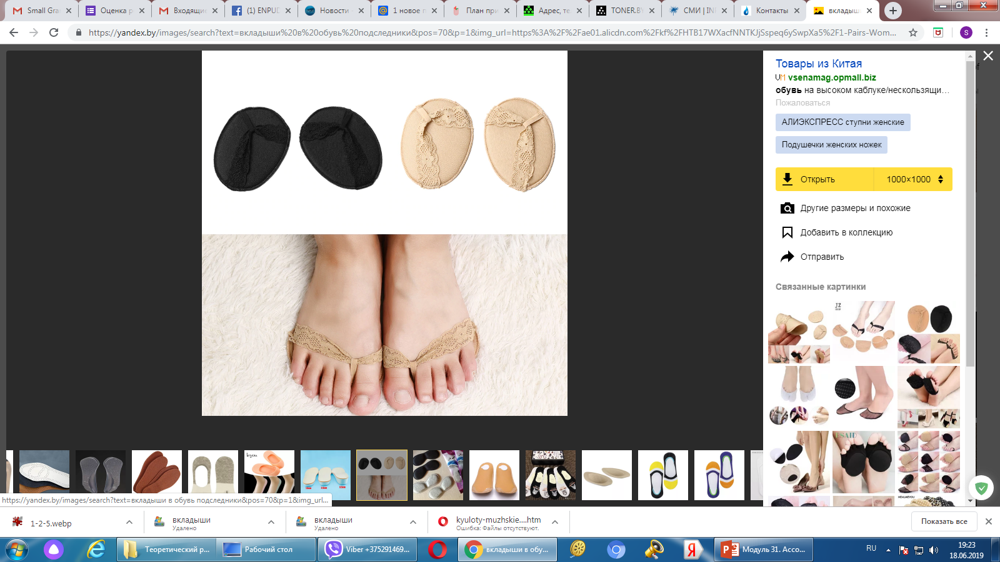 Small Gra
Оценка р
Входящие
(1) ENPUD
Новости
1 новое п
План при
Адрес, те
TONER.BY
СМИ | IN
Контакты
вкладыш
https://yandex.by/images/search?text=вкладыши%20в%20обувь%20подследники&pos=70&p=1&img_url=https%3A%2F%2Fae01.alicdn.com%2Fkf%2FHTB17WXacfNNTKJjSspeq6ySwpXa5%2F1-Pairs-Wom...
S
Товары из Китая
VM vsenamag.opmall.biz
обувь на высоком каблуке/нескользящи...
Пожаловаться
АЛИЭКСПРЕСС ступни женские
Подушечки женских ножек
Открыть 1000×1000
Другие размеры и похожие
Добавить в коллекцию
Отправить
Связанные картинки
JZ
https://yandex.by/images/search?text=вкладыши в обувь подследники&pos=70&p=1&img_url...
1-2-5.webp
вкладыши
Удалено
вкладыши
Удалено
kyuloty-muzhskie....htm
Ошибка: Файлы отсутствуют.
Показать все
Теоретический р...
Рабочий стол
Viber +375291469...
вкладыши в обу...
Модуль 31. Ассо...
RU
19:23
18.06.2019